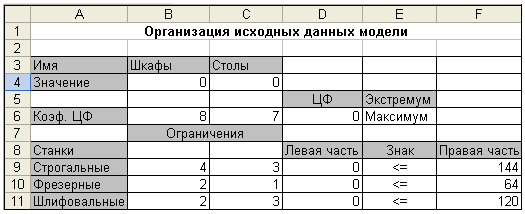 A B C D E F
1 Организация исходных данных модели
2
3 Имя Шкафы Столы
4 Значение 0 0
5 ЦФ Экстремум
6 Коэф. ЦФ 8 7 0 Максимум
7 Ограничения
8 Станки Левая часть Знак Правая часть
9 Строгальные 4 3 0 <= 144
10 Фрезерные 2 1 0 <= 64
11 Шлифовальные 2 3 0 <= 120